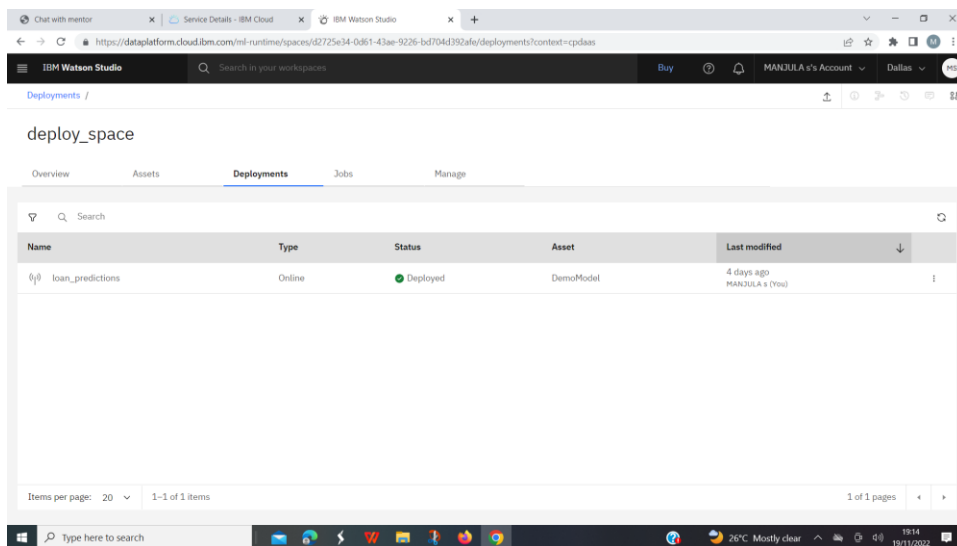 Chat with mentor
Service Details - IBM Cloud
IBM Watson Studio
https://dataplatform.cloud.ibm.com/ml-runtime/spaces/d2725e34-0d61-43ae-9226-bd704d392afe/deployments?context=cpdaas
M
IBM Watson Studio Search in your workspaces Buy MANJULA s's Account Dallas MS
Deployments /
deploy_space
Overview Assets Deployments Jobs Manage
Search
Name Type Status Asset Last modified
loan_predictions Online Deployed DemoModel 4 days ago
MANJULA s (You)
Items per page: 20 1–1 of 1 items 1 of 1 pages
Type here to search 26°C Mostly clear 19:14
19/11/2022